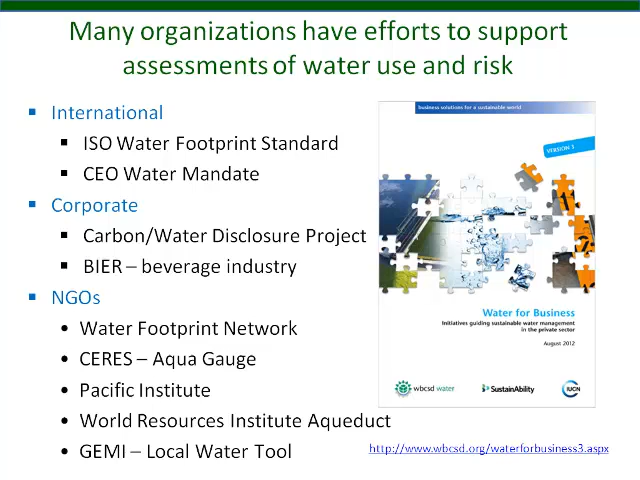 Many organizations have efforts to support
assessments of water use and risk
International
ISO Water Footprint Standard
CEO Water Mandate
Corporate
Carbon/Water Disclosure Project
BIER – beverage industry
NGOs
Water Footprint Network
CERES – Aqua Gauge
Pacific Institute
World Resources Institute Aqueduct
GEMI – Local Water Tool
business solutions for a sustainable world
VERSION 3
Water for Business
Initiatives guiding sustainable water management
in the private sector
August 2012
wbcsd water
SustainAbility
IUCN
http://www.wbcsd.org/waterforbusiness3.aspx